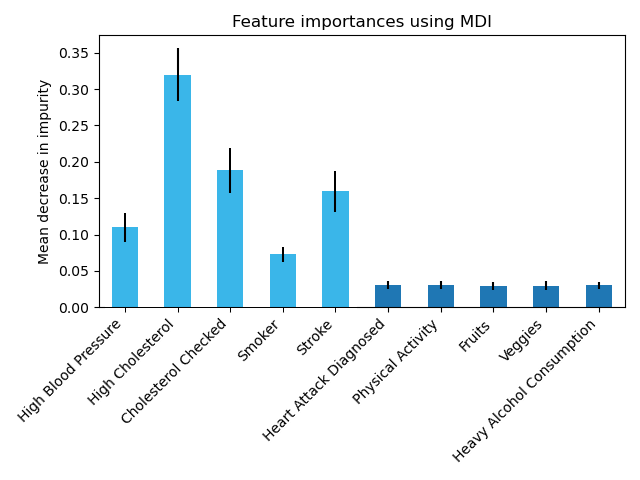 Feature importances using MDI
Mean decrease in impurity
0.35
0.30
0.25
0.20
0.15
0.10
0.05
0.00
High Blood Pressure
High Cholesterol
Cholesterol Checked
Smoker
Stroke
Heart Attack Diagnosed
Physical Activity
Fruits
Veggies
Heavy Alcohol Consumption